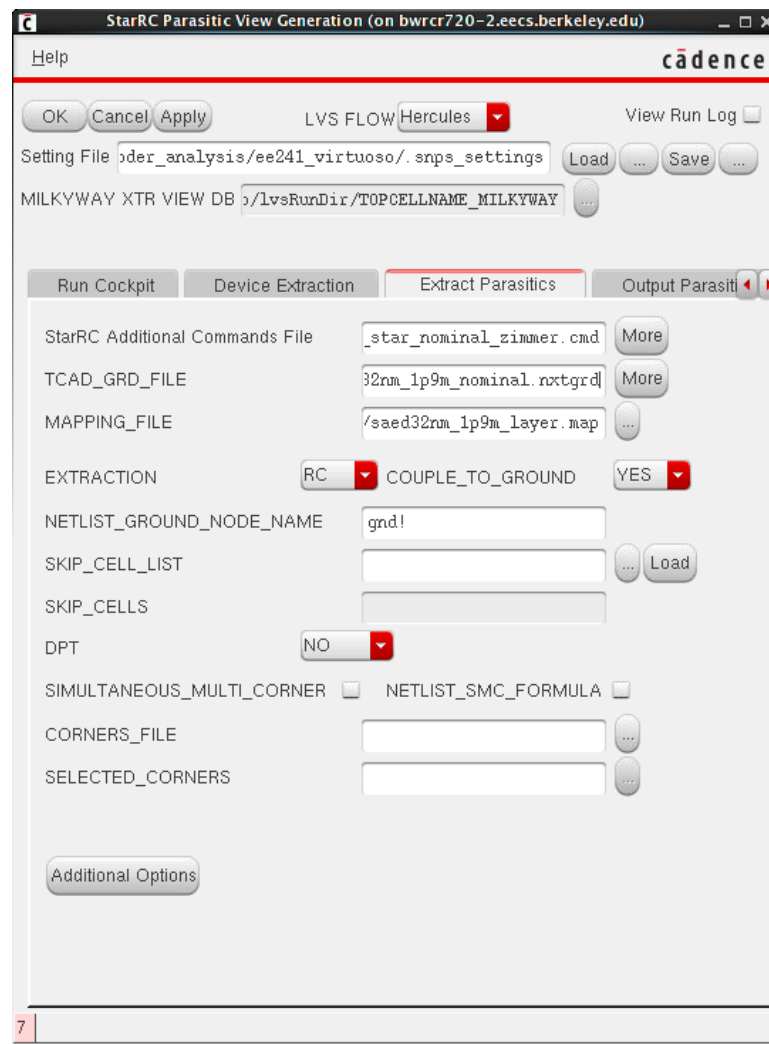 StarRC Parasitic View Generation (on bwrcr720-2.eecs.berkeley.edu)
Help
cādence
OK Cancel Apply LVS FLOW Hercules View Run Log
Setting File oder_analysis/ee241_virtuoso/.snps_settings Load ... Save ...
MILKYWAY XTR VIEW DB o/lvsRunDir/TOPCELLNAME_MILKYWAY ...
Run Cockpit Device Extraction Extract Parasitics Output Parasiti
StarRC Additional Commands File _star_nominal_zimmer.cmd More
TCAD_GRD_FILE 32nm_1p9m_nominal.nxtgrd More
MAPPING_FILE /saed32nm_1p9m_layer.map ...
EXTRACTION RC COUPLE_TO_GROUND YES
NETLIST_GROUND_NODE_NAME gnd!
SKIP_CELL_LIST ... Load
SKIP_CELLS
DPT NO
SIMULTANEOUS_MULTI_CORNER NETLIST_SMC_FORMULA
CORNERS_FILE ...
SELECTED_CORNERS ...
Additional Options
7